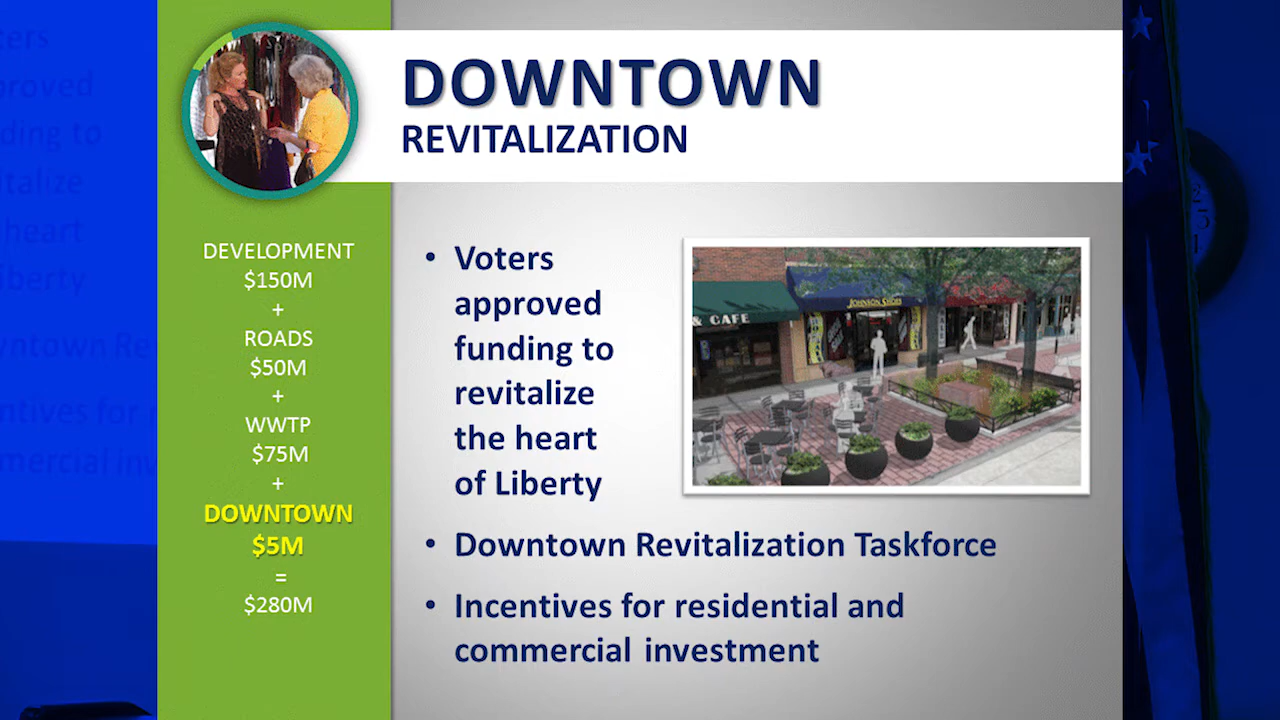 DOWNTOWN
REVITALIZATION
DEVELOPMENT
$150M
+
ROADS
$50M
+
WWTP
$75M
+
DOWNTOWN
$5M
=
$280M
• Voters
approved
funding to
revitalize
the heart
of Liberty
& CAFE
JOHNSON SHOES
• Downtown Revitalization Taskforce
• Incentives for residential and
commercial investment